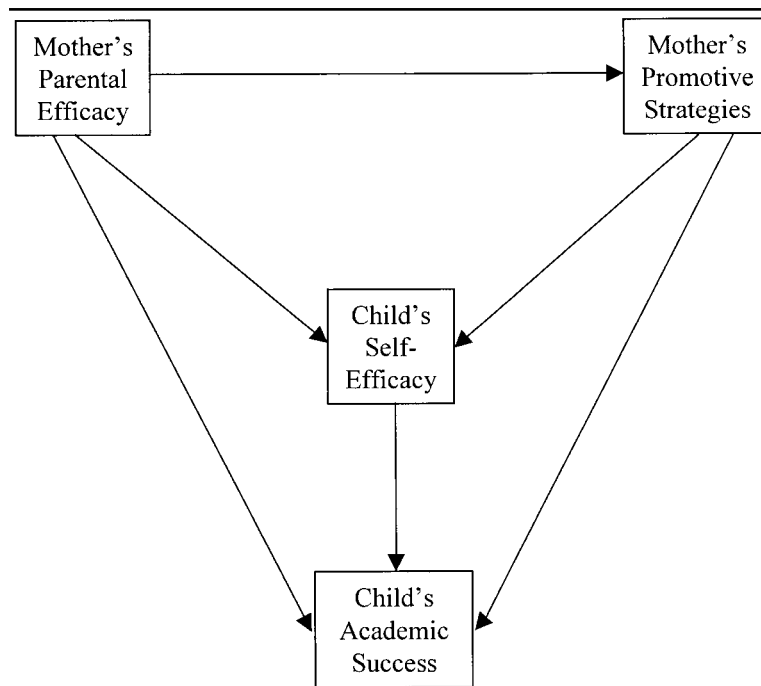 Mother's
Parental
Efficacy
Mother's
Promotive
Strategies
Child's
Self-
Efficacy
Child's
Academic
Success